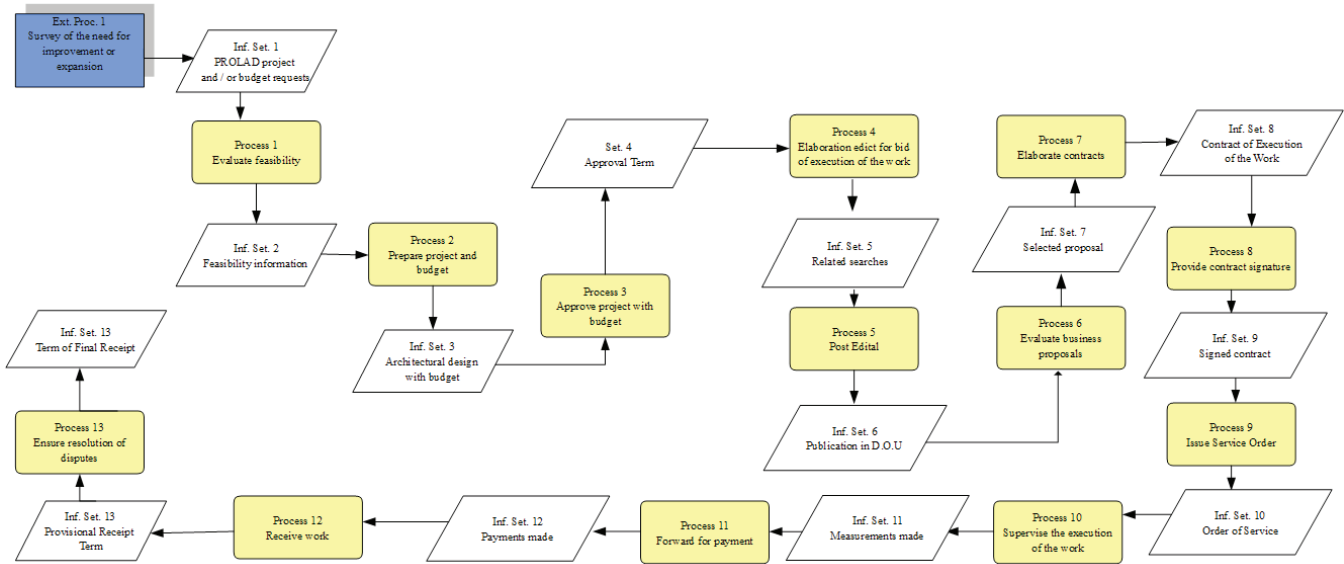 Ext. Proc. 1
Survey of the need for
improvement or
expansion
Inf. Set. 1
PROLAD project
and / or budget requests
Process 1
Evaluate feasibility
Inf. Set. 2
Feasibility information
Process 2
Prepare project and
budget
Inf. Set. 3
Architectural design
with budget
Process 3
Approve project with
budget
Set. 4
Approval Term
Process 4
Elaboration edict for bid
of execution of the work
Inf. Set. 5
Related searches
Process 5
Post Edital
Inf. Set. 6
Publication in D.O.U
Process 6
Evaluate business
proposals
Inf. Set. 7
Selected proposal
Process 7
Elaborate contracts
Inf. Set. 8
Contract of Execution
of the Work
Process 8
Provide contract signature
Inf. Set. 9
Signed contract
Process 9
Issue Service Order
Inf. Set. 10
Order of Service
Process 10
Supervise the execution
of the work
Inf. Set. 11
Measurements made
Process 11
Forward for payment
Inf. Set. 12
Payments made
Process 12
Receive work
Inf. Set. 13
Provisional Receipt
Term
Process 13
Ensure resolution of
disputes
Inf. Set. 13
Term of Final Receipt